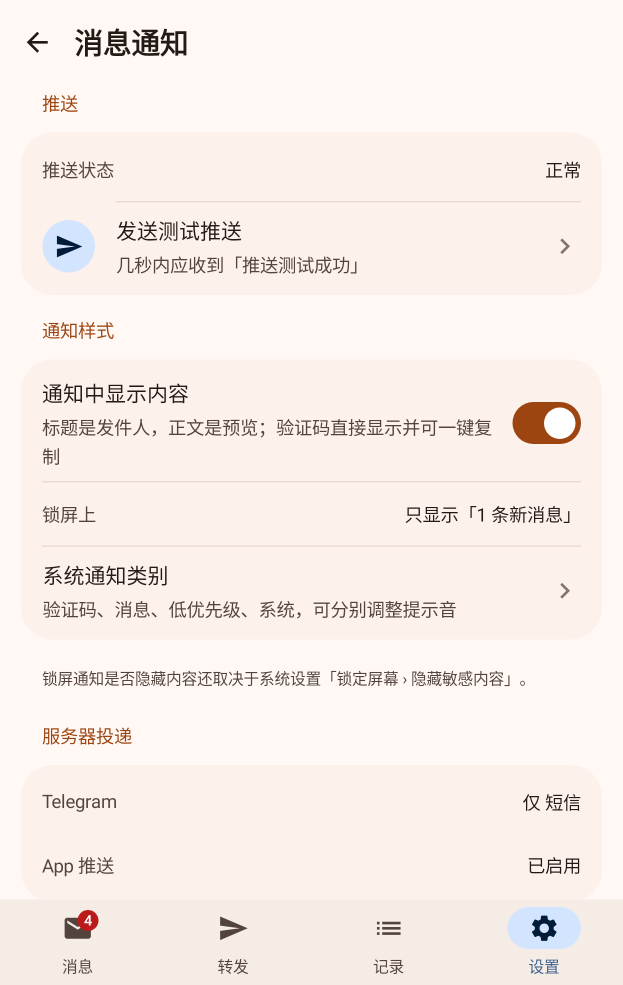 消息通知
推送
推送状态
正常
发送测试推送
几秒内应收到「推送测试成功」
通知样式
通知中显示内容
标题是发件人，正文是预览；验证码直接显示并可一键复
制
锁屏上
只显示「1 条新消息」
系统通知类别
验证码、消息、低优先级、系统，可分别调整提示音
锁屏通知是否隐藏内容还取决于系统设置「锁定屏幕 › 隐藏敏感内容」。
服务器投递
Telegram
仅 短信
App 推送
已启用
4
消息
转发
记录
设置